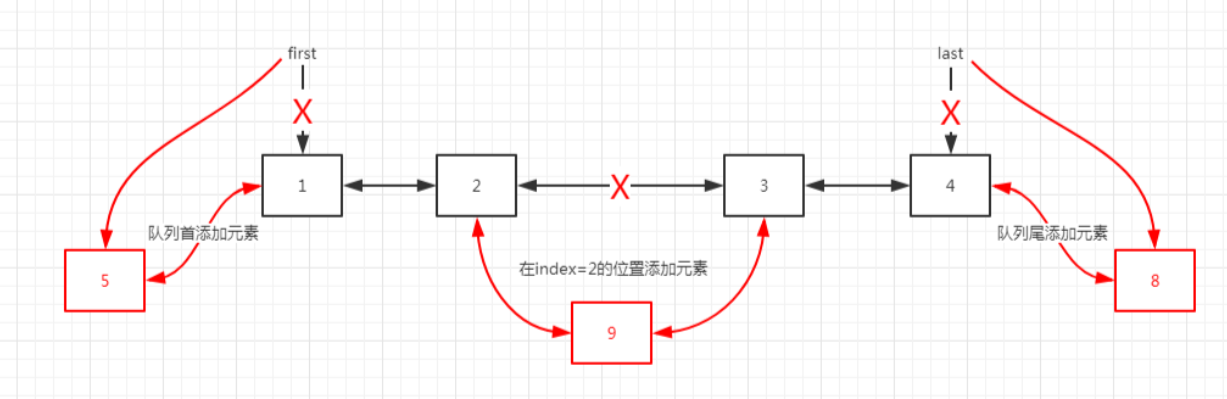 first
last
X
X
1
2
X
3
4
队列首添加元素
队列尾添加元素
在index=2的位置添加元素
5
8
9